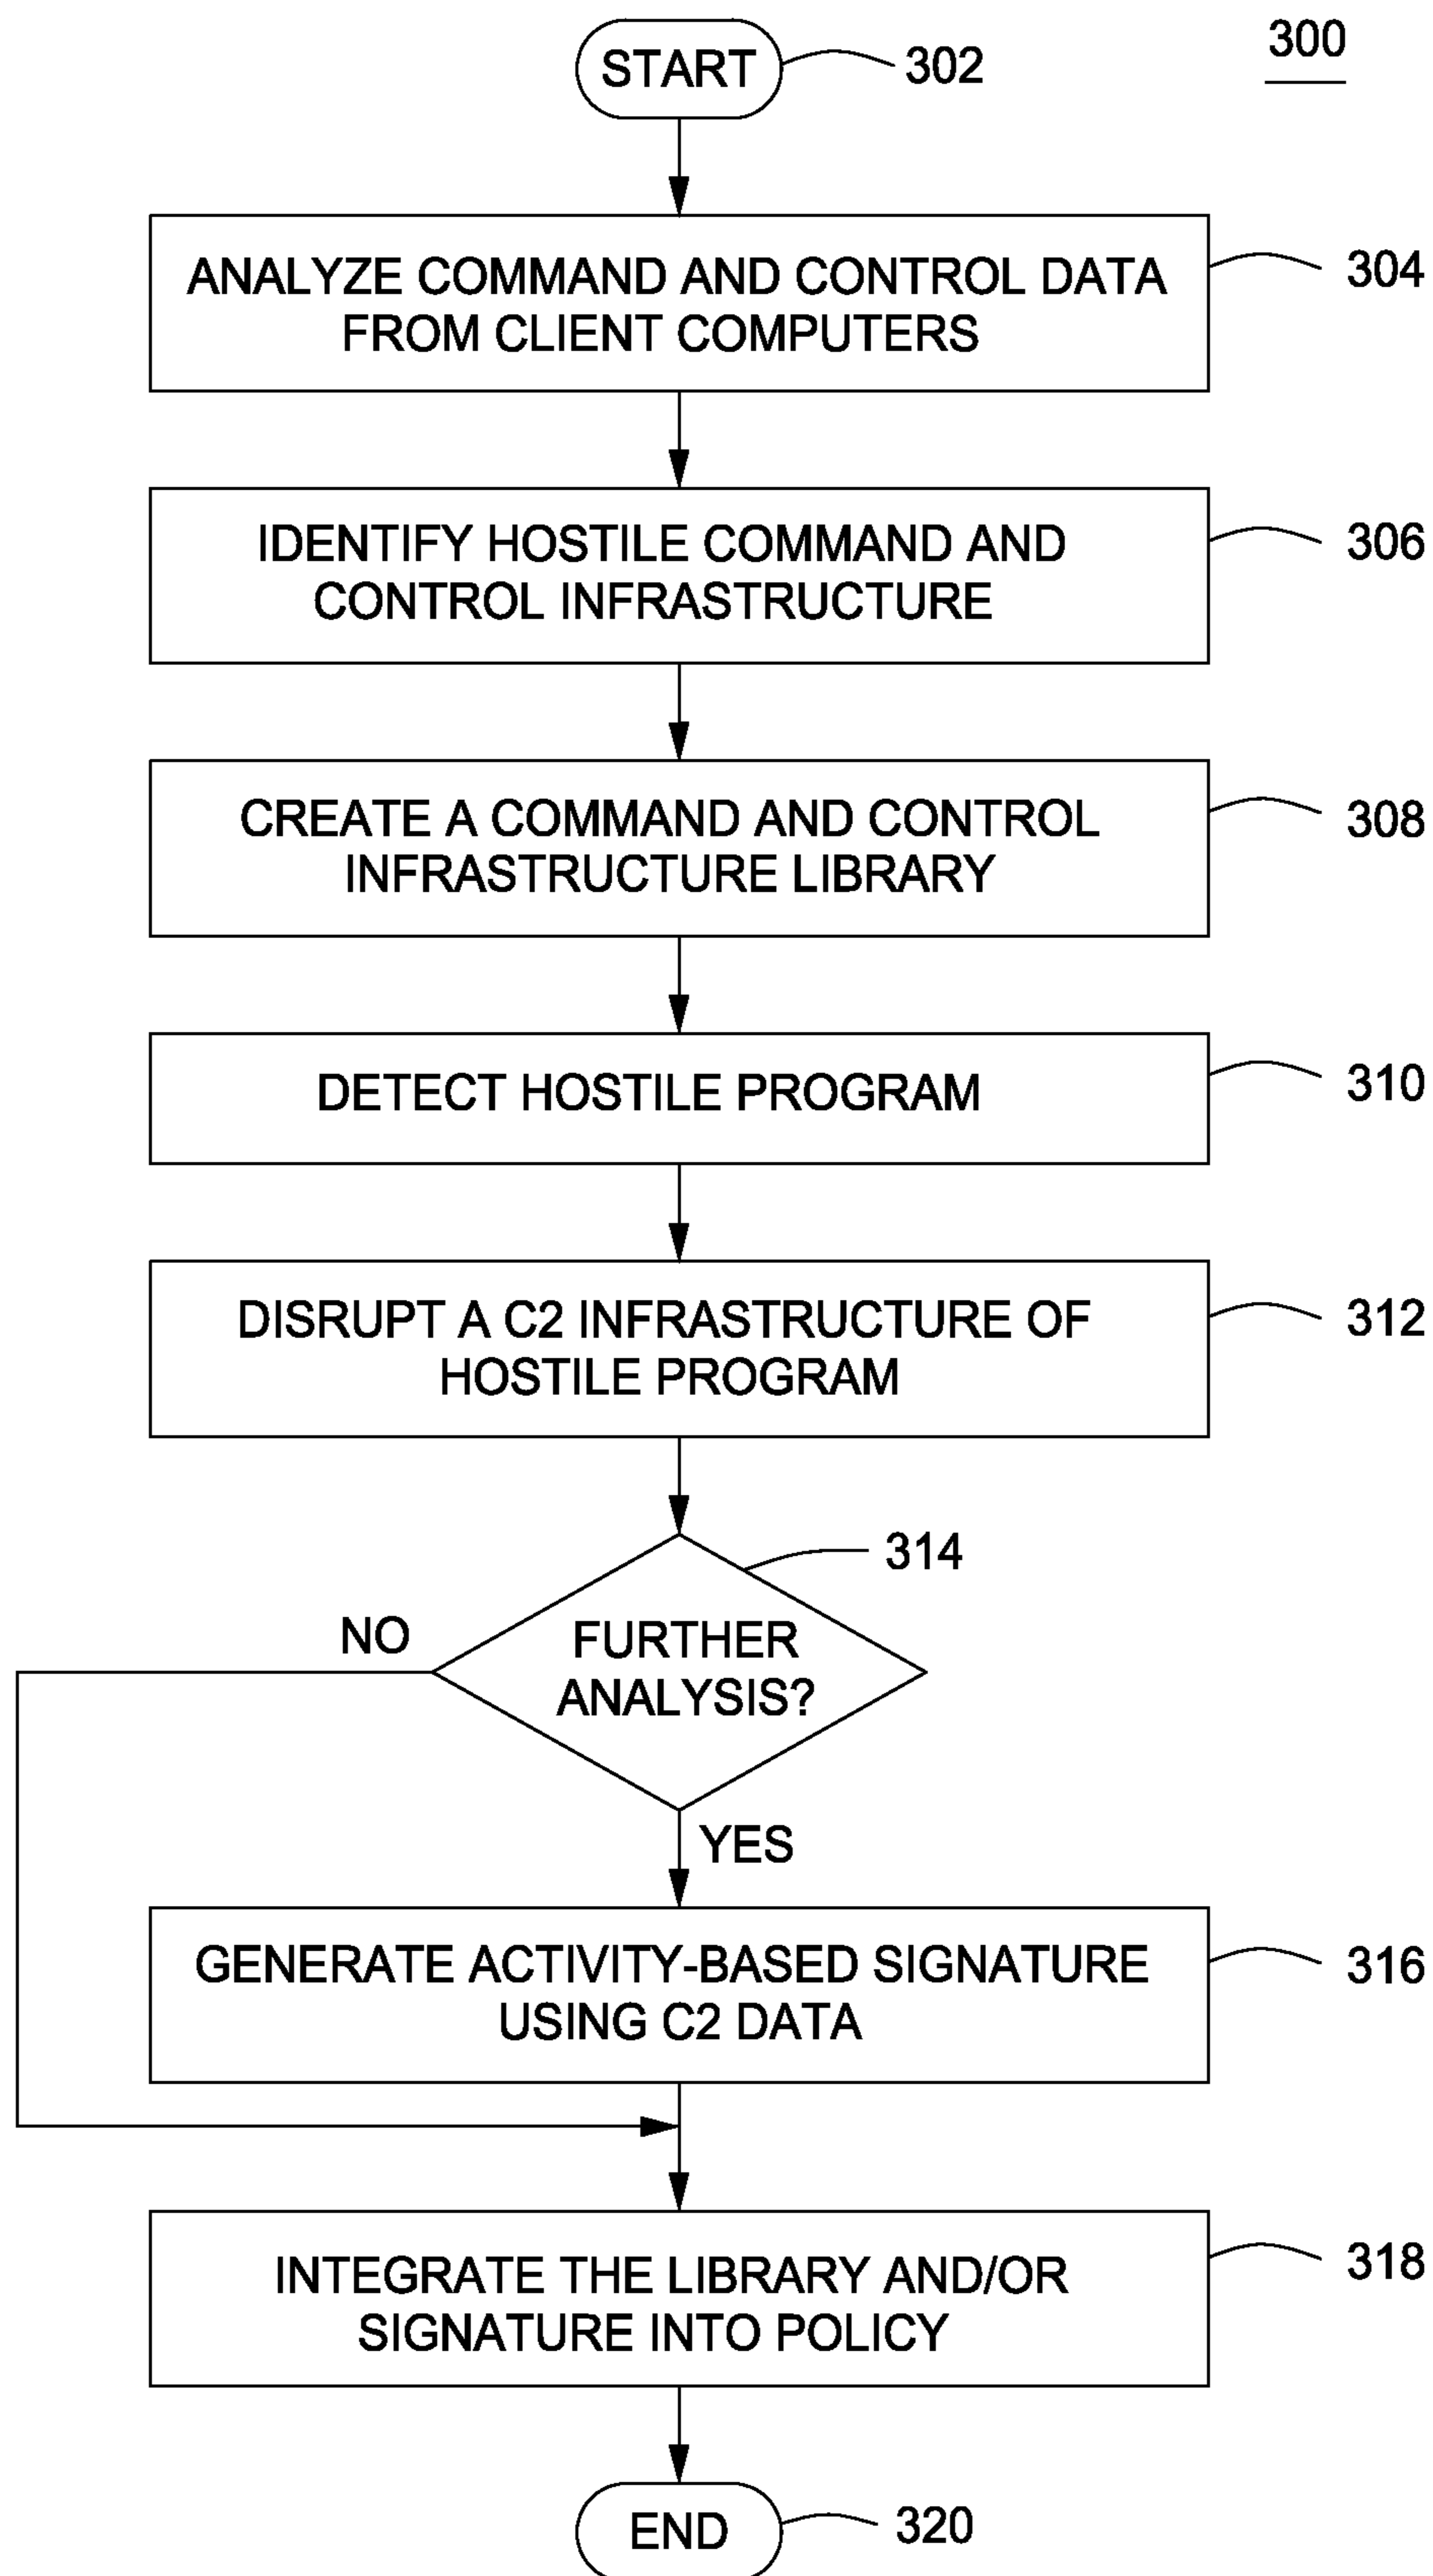 300
START
302
ANALYZE COMMAND AND CONTROL DATA
FROM CLIENT COMPUTERS
304
IDENTIFY HOSTILE COMMAND AND
CONTROL INFRASTRUCTURE
306
CREATE A COMMAND AND CONTROL
INFRASTRUCTURE LIBRARY
308
DETECT HOSTILE PROGRAM
310
DISRUPT A C2 INFRASTRUCTURE OF
HOSTILE PROGRAM
312
314
NO
FURTHER
ANALYSIS?
YES
GENERATE ACTIVITY-BASED SIGNATURE
USING C2 DATA
316
INTEGRATE THE LIBRARY AND/OR
SIGNATURE INTO POLICY
318
END
320